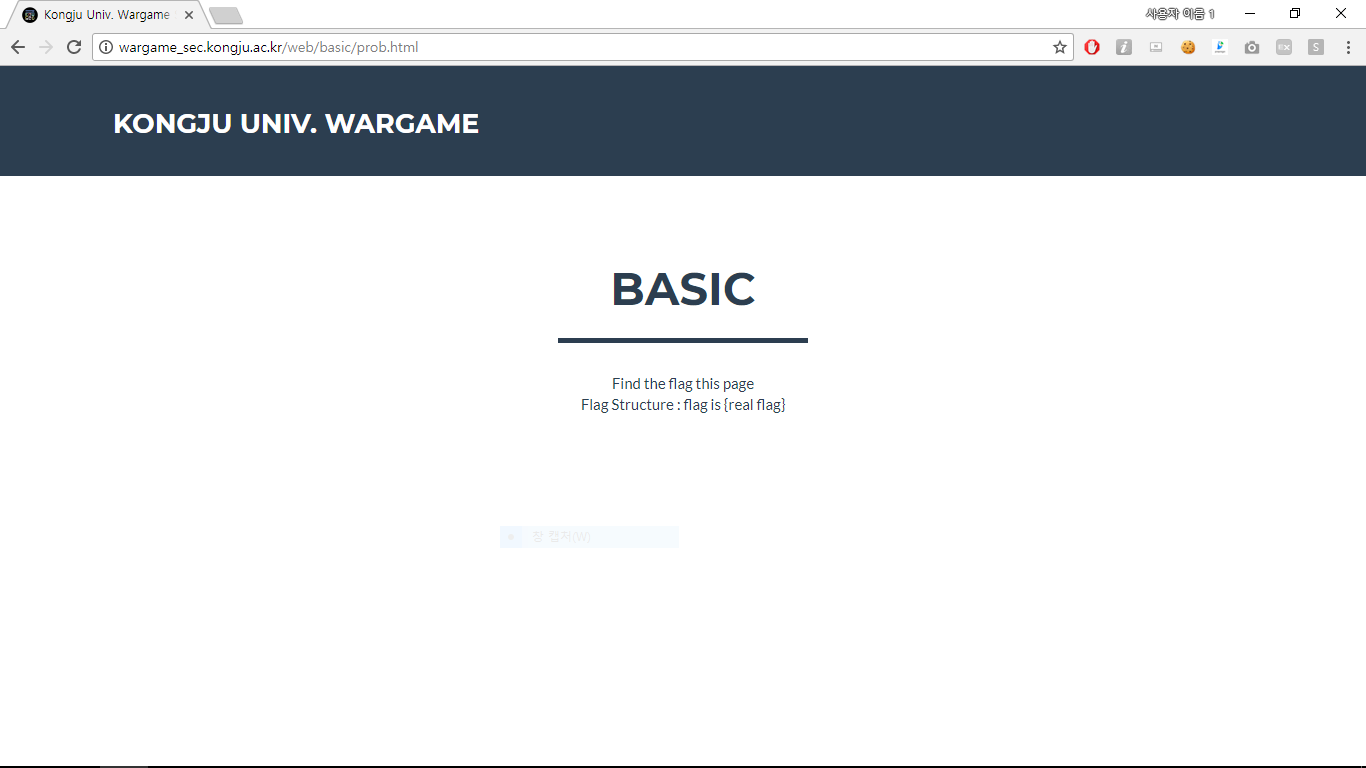 Kongju Univ. Wargame
사용자 이름 1
wargame_sec.kongju.ac.kr/web/basic/prob.html
KONGJU UNIV. WARGAME
BASIC
Find the flag this page
Flag Structure : flag is {real flag}
창 캡처(W)